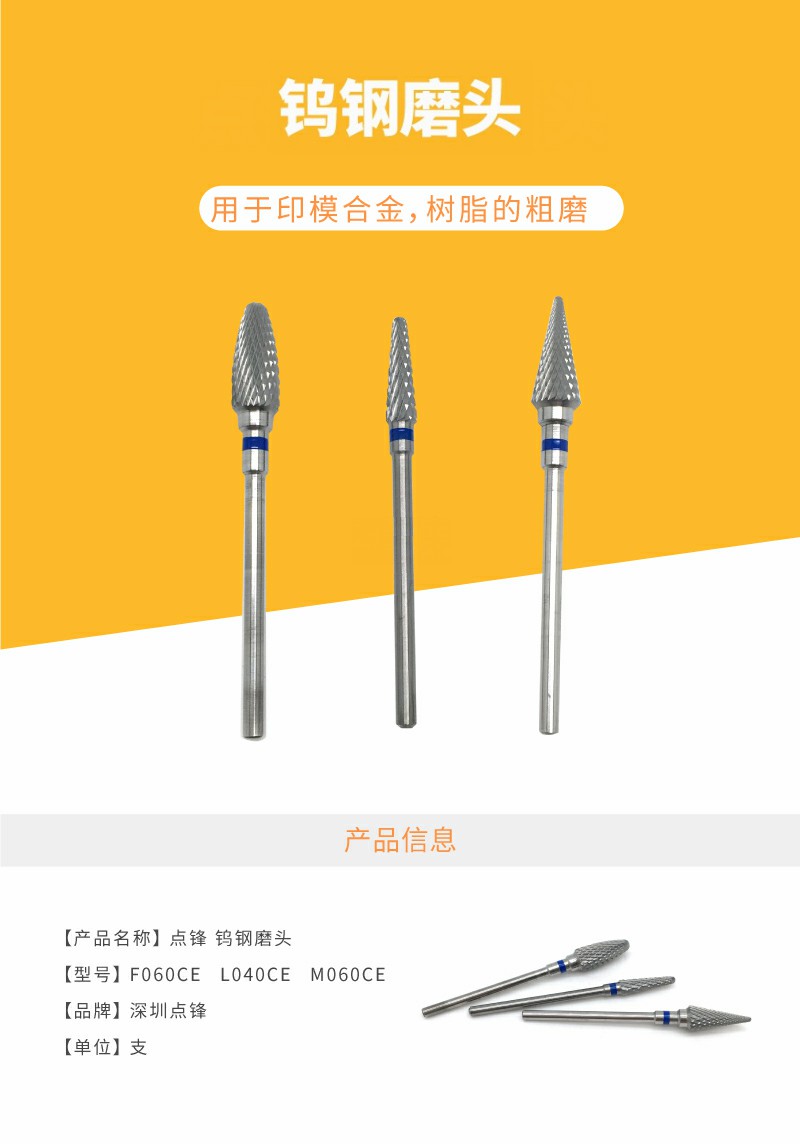 钨钢磨头
用于印模合金,树脂的粗磨
产品信息
【产品名称】点锋 钨钢磨头
【型号】F060CE L040CE M060CE
【品牌】深圳点锋
【单位】支